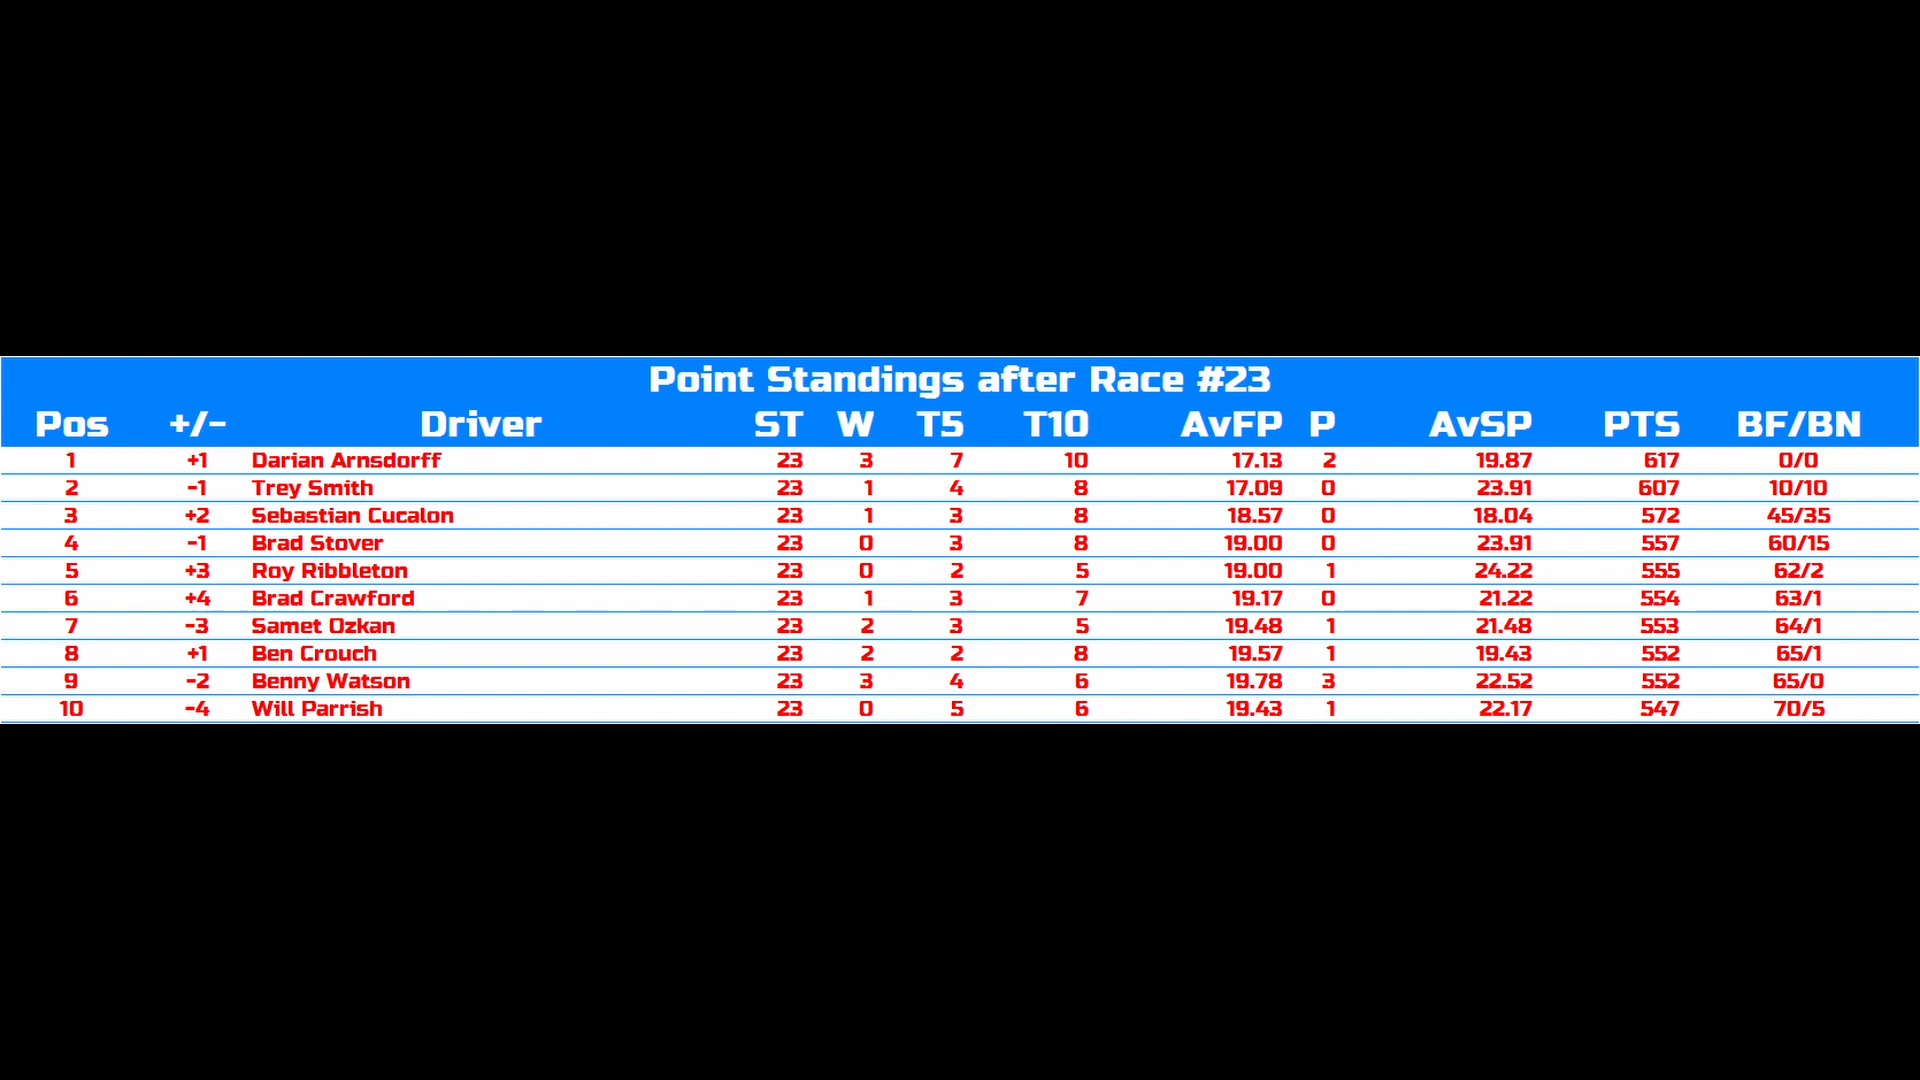 Point Standings after Race #23
Pos +/- Driver ST W T5 T10 AvFP P AvSP PTS BF/BN
1 +1 Darian Arnsdorff 23 3 7 10 17.13 2 19.87 617 0/0
2 -1 Trey Smith 23 1 4 8 17.09 0 23.91 607 10/10
3 +2 Sebastian Cucalon 23 1 3 8 18.57 0 18.04 572 45/35
4 -1 Brad Stover 23 0 3 8 19.00 0 23.91 557 60/15
5 +3 Roy Ribbleton 23 0 2 5 19.00 1 24.22 555 62/2
6 +4 Brad Crawford 23 1 3 7 19.17 0 21.22 554 63/1
7 -3 Samet Ozkan 23 2 3 5 19.48 1 21.48 553 64/1
8 +1 Ben Crouch 23 2 2 8 19.57 1 19.43 552 65/1
9 -2 Benny Watson 23 3 4 6 19.78 3 22.52 552 65/0
10 -4 Will Parrish 23 0 5 6 19.43 1 22.17 547 70/5